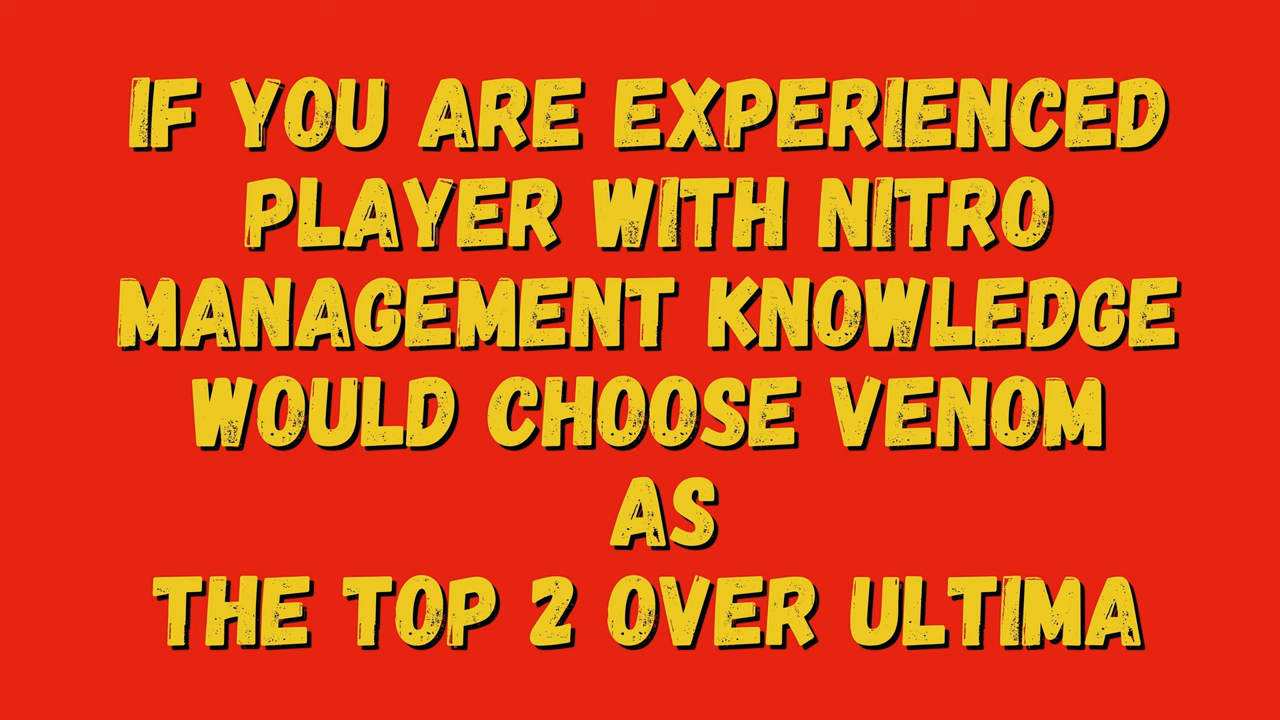 IF YOU ARE EXPERIENCED
PLAYER WITH NITRO
MANAGEMENT KNOWLEDGE
WOULD CHOOSE VENOM
AS
THE TOP 2 OVER ULTIMA